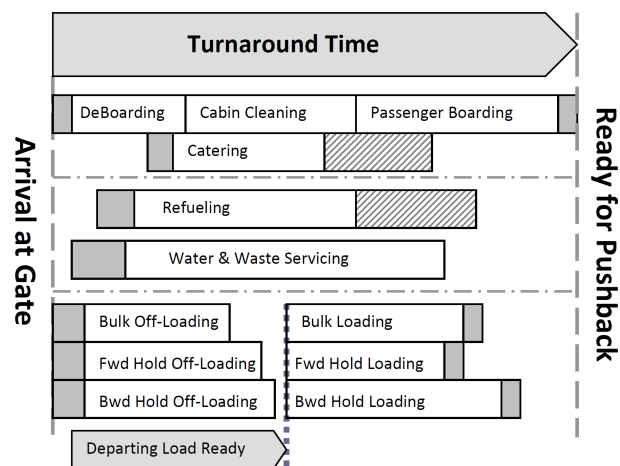 Turnaround Time
Arrival at Gate
Ready for Pushback
DeBoarding
Cabin Cleaning
Passenger Boarding
Catering
Refueling
Water & Waste Servicing
Bulk Off-Loading
Bulk Loading
Fwd Hold Off-Loading
Fwd Hold Loading
Bwd Hold Off-Loading
Bwd Hold Loading
Departing Load Ready